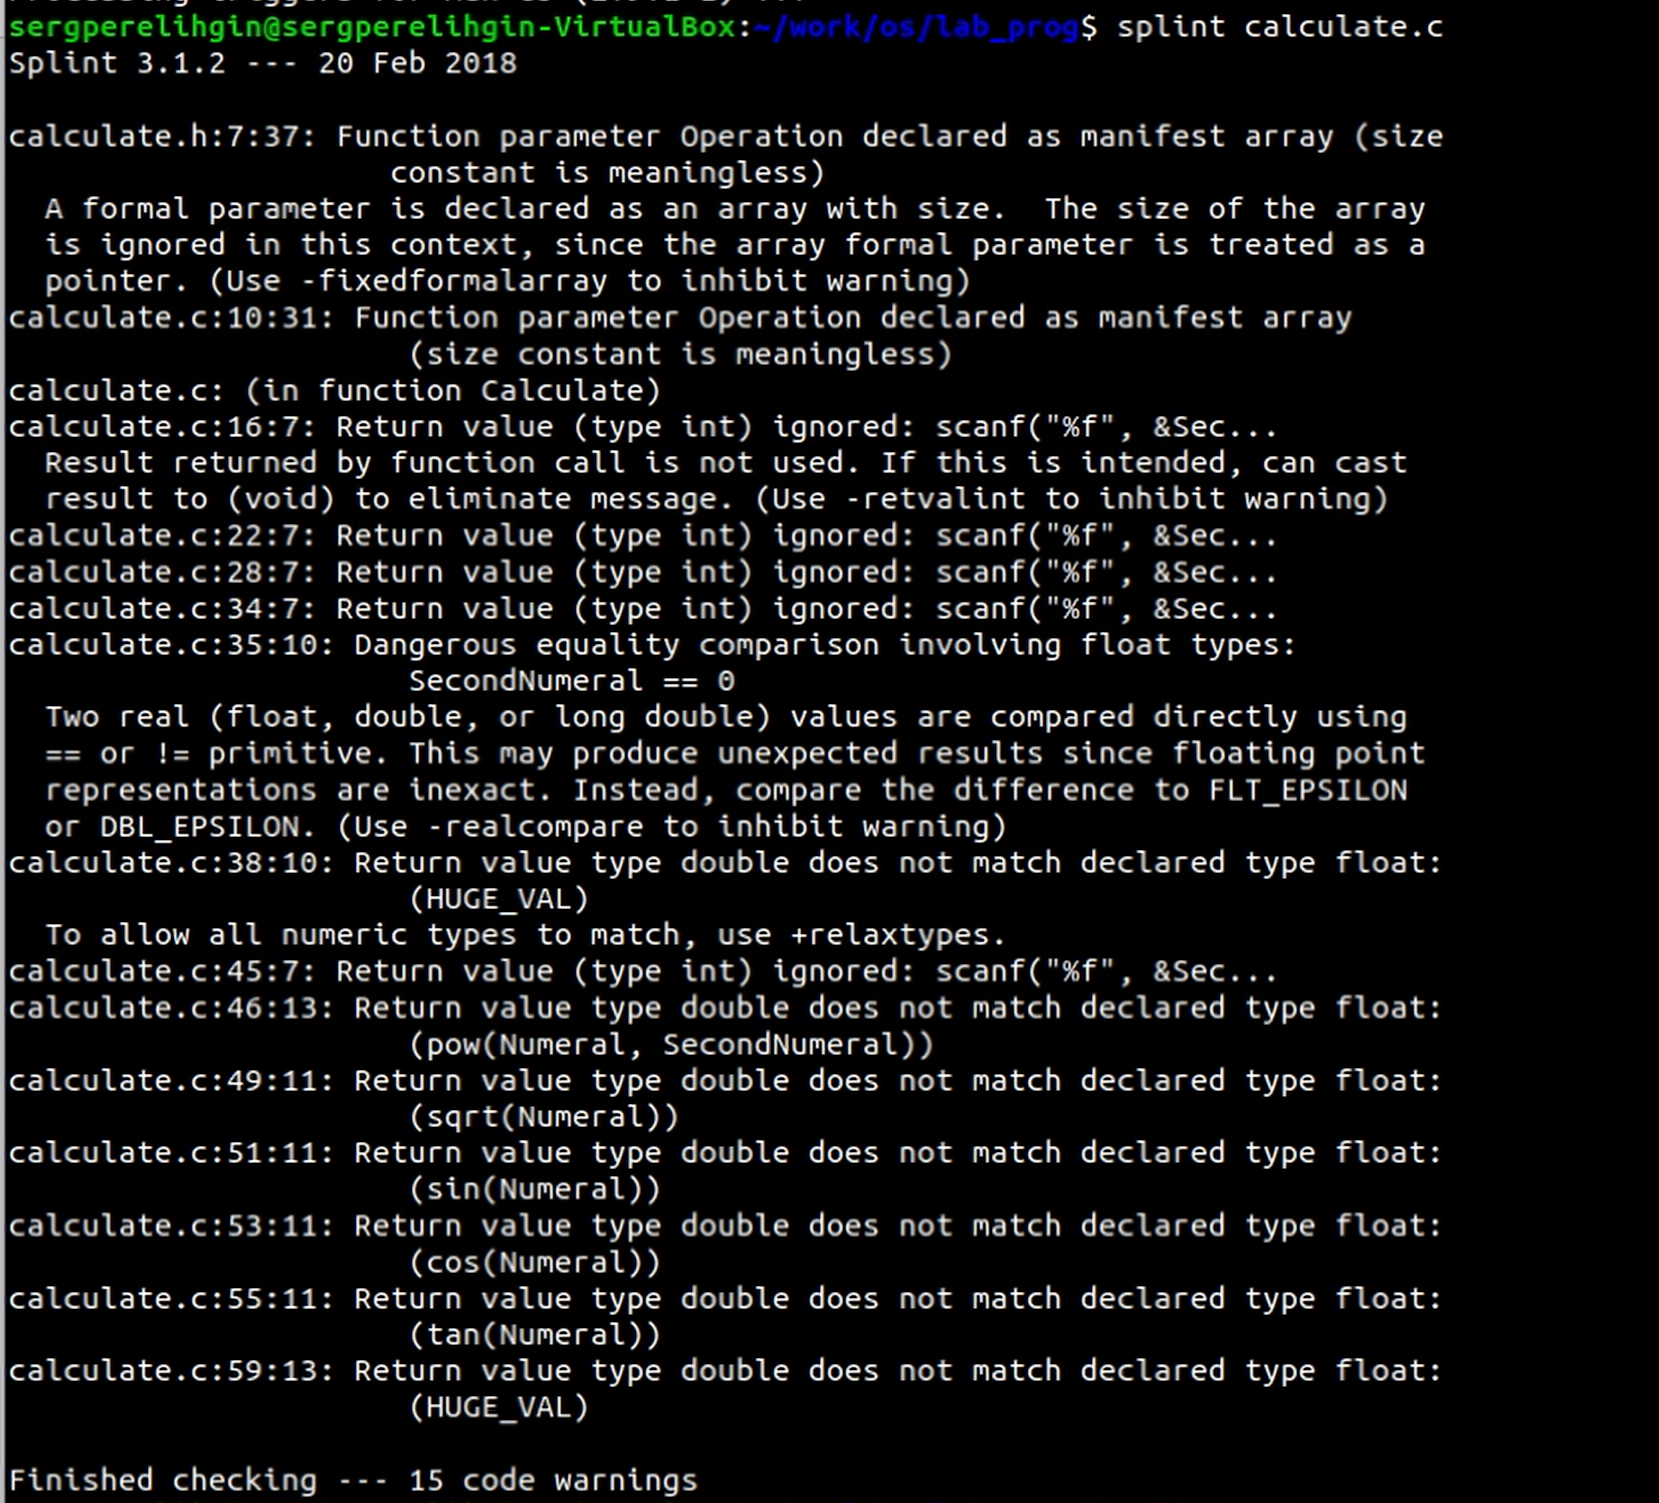 sergperelihgin@sergperelihgin-VirtualBox:~/work/os/lab_prog$ splint calculate.c
Splint 3.1.2 --- 20 Feb 2018
calculate.h:7:37: Function parameter Operation declared as manifest array (size
constant is meaningless)
A formal parameter is declared as an array with size.  The size of the array
is ignored in this context, since the array formal parameter is treated as a
pointer. (Use -fixedformalarray to inhibit warning)
calculate.c:10:31: Function parameter Operation declared as manifest array
(size constant is meaningless)
calculate.c: (in function Calculate)
calculate.c:16:7: Return value (type int) ignored: scanf("%f", &Sec...
Result returned by function call is not used. If this is intended, can cast
result to (void) to eliminate message. (Use -retvalint to inhibit warning)
calculate.c:22:7: Return value (type int) ignored: scanf("%f", &Sec...
calculate.c:28:7: Return value (type int) ignored: scanf("%f", &Sec...
calculate.c:34:7: Return value (type int) ignored: scanf("%f", &Sec...
calculate.c:35:10: Dangerous equality comparison involving float types:
SecondNumeral == 0
Two real (float, double, or long double) values are compared directly using
== or != primitive. This may produce unexpected results since floating point
representations are inexact. Instead, compare the difference to FLT_EPSILON
or DBL_EPSILON. (Use -realcompare to inhibit warning)
calculate.c:38:10: Return value type double does not match declared type float:
(HUGE_VAL)
To allow all numeric types to match, use +relaxtypes.
calculate.c:45:7: Return value (type int) ignored: scanf("%f", &Sec...
calculate.c:46:13: Return value type double does not match declared type float:
(pow(Numeral, SecondNumeral))
calculate.c:49:11: Return value type double does not match declared type float:
(sqrt(Numeral))
calculate.c:51:11: Return value type double does not match declared type float:
(sin(Numeral))
calculate.c:53:11: Return value type double does not match declared type float:
(cos(Numeral))
calculate.c:55:11: Return value type double does not match declared type float:
(tan(Numeral))
calculate.c:59:13: Return value type double does not match declared type float:
(HUGE_VAL)
Finished checking --- 15 code warnings